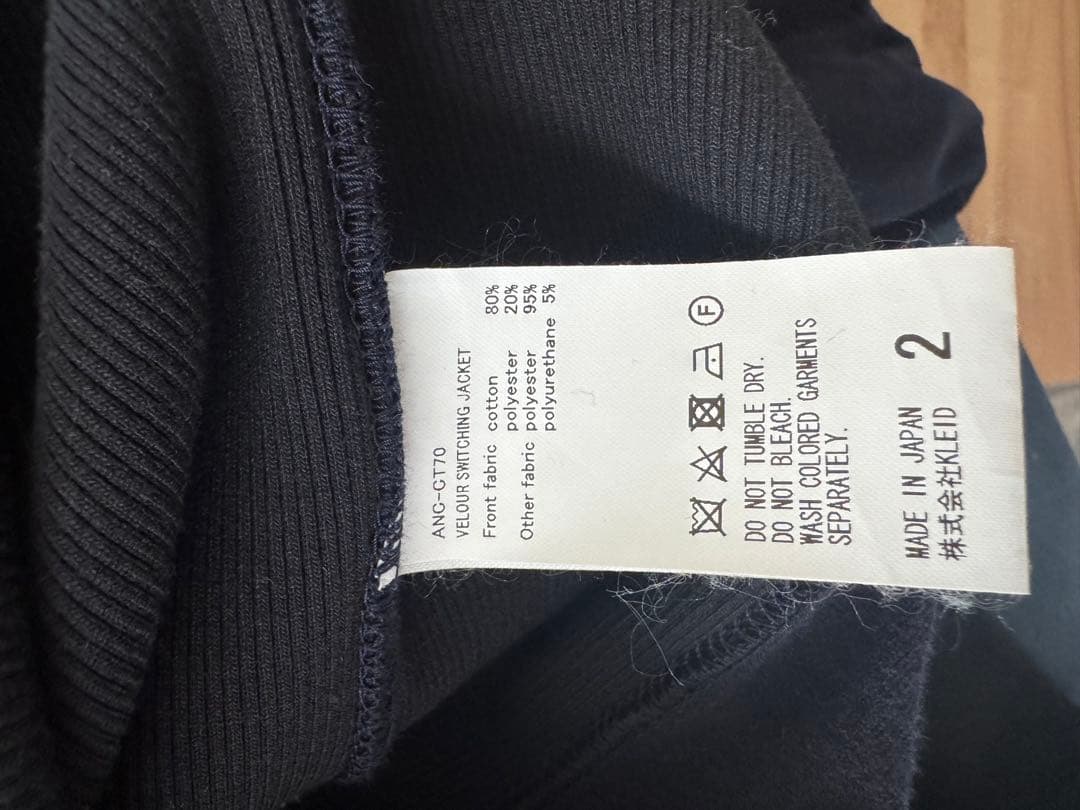 ANC-CT70
VELOUR SWITCHING JACKET
Front fabric cotton 80%
polyester 20%
Other fabric polyester 95%
polyurethane 5%
F
DO NOT TUMBLE DRY.
DO NOT BLEACH.
WASH COLORED GARMENTS
SEPARATELY.
MADE IN JAPAN
株式会社KLEID
2